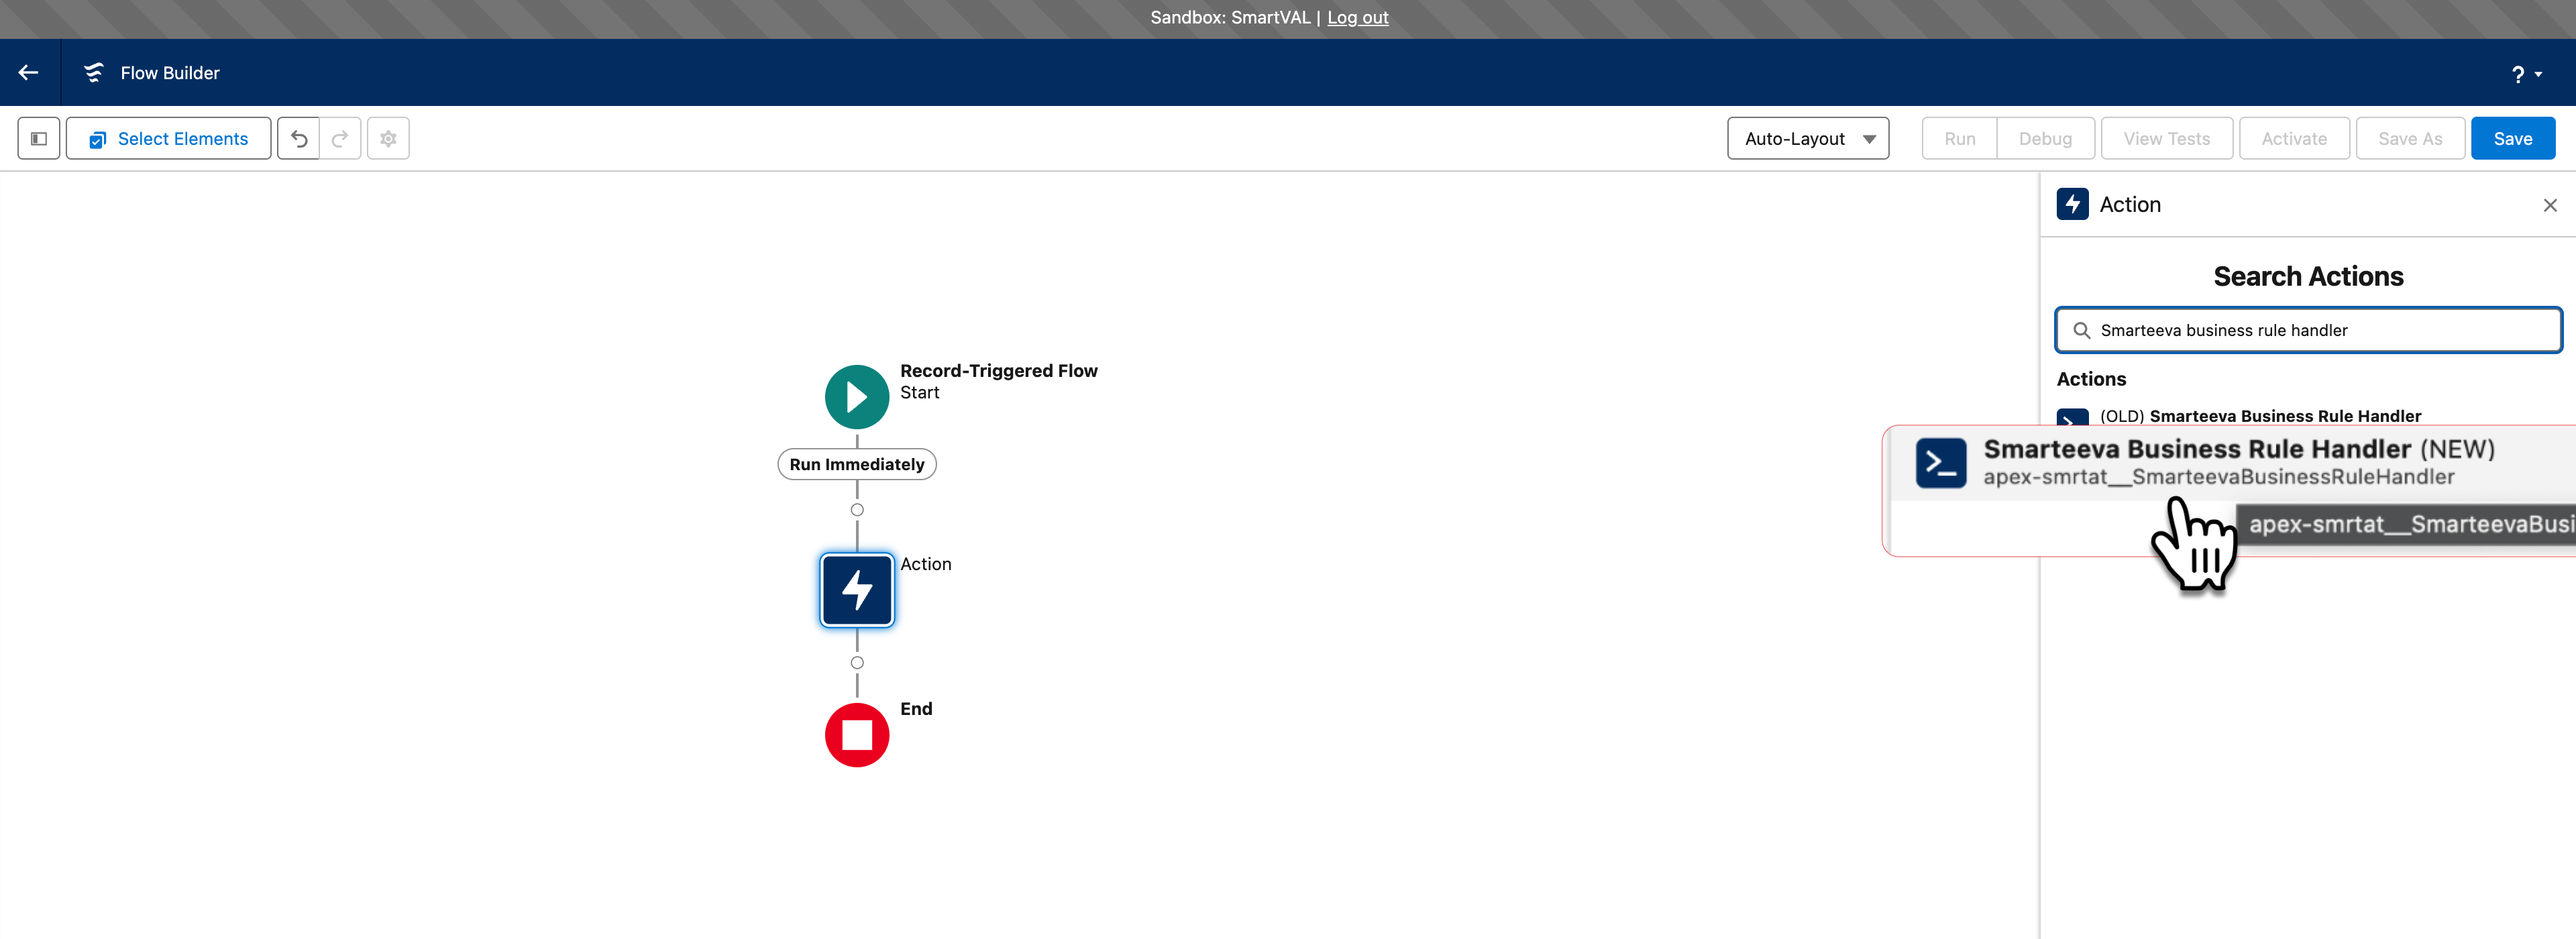 Sandbox: SmartVAL | Log out
Flow Builder
?
Select Elements
Auto-Layout
Run
Debug
View Tests
Activate
Save As
Save
Action
Search Actions
Smarteeva business rule handler
Actions
(OLD) Smarteeva Business Rule Handler
Smarteeva Business Rule Handler (NEW)
apex-smrtat__SmarteevaBusinessRuleHandler
apex-smrtat__SmarteevaBusi
Record-Triggered Flow
Start
Run Immediately
Action
End